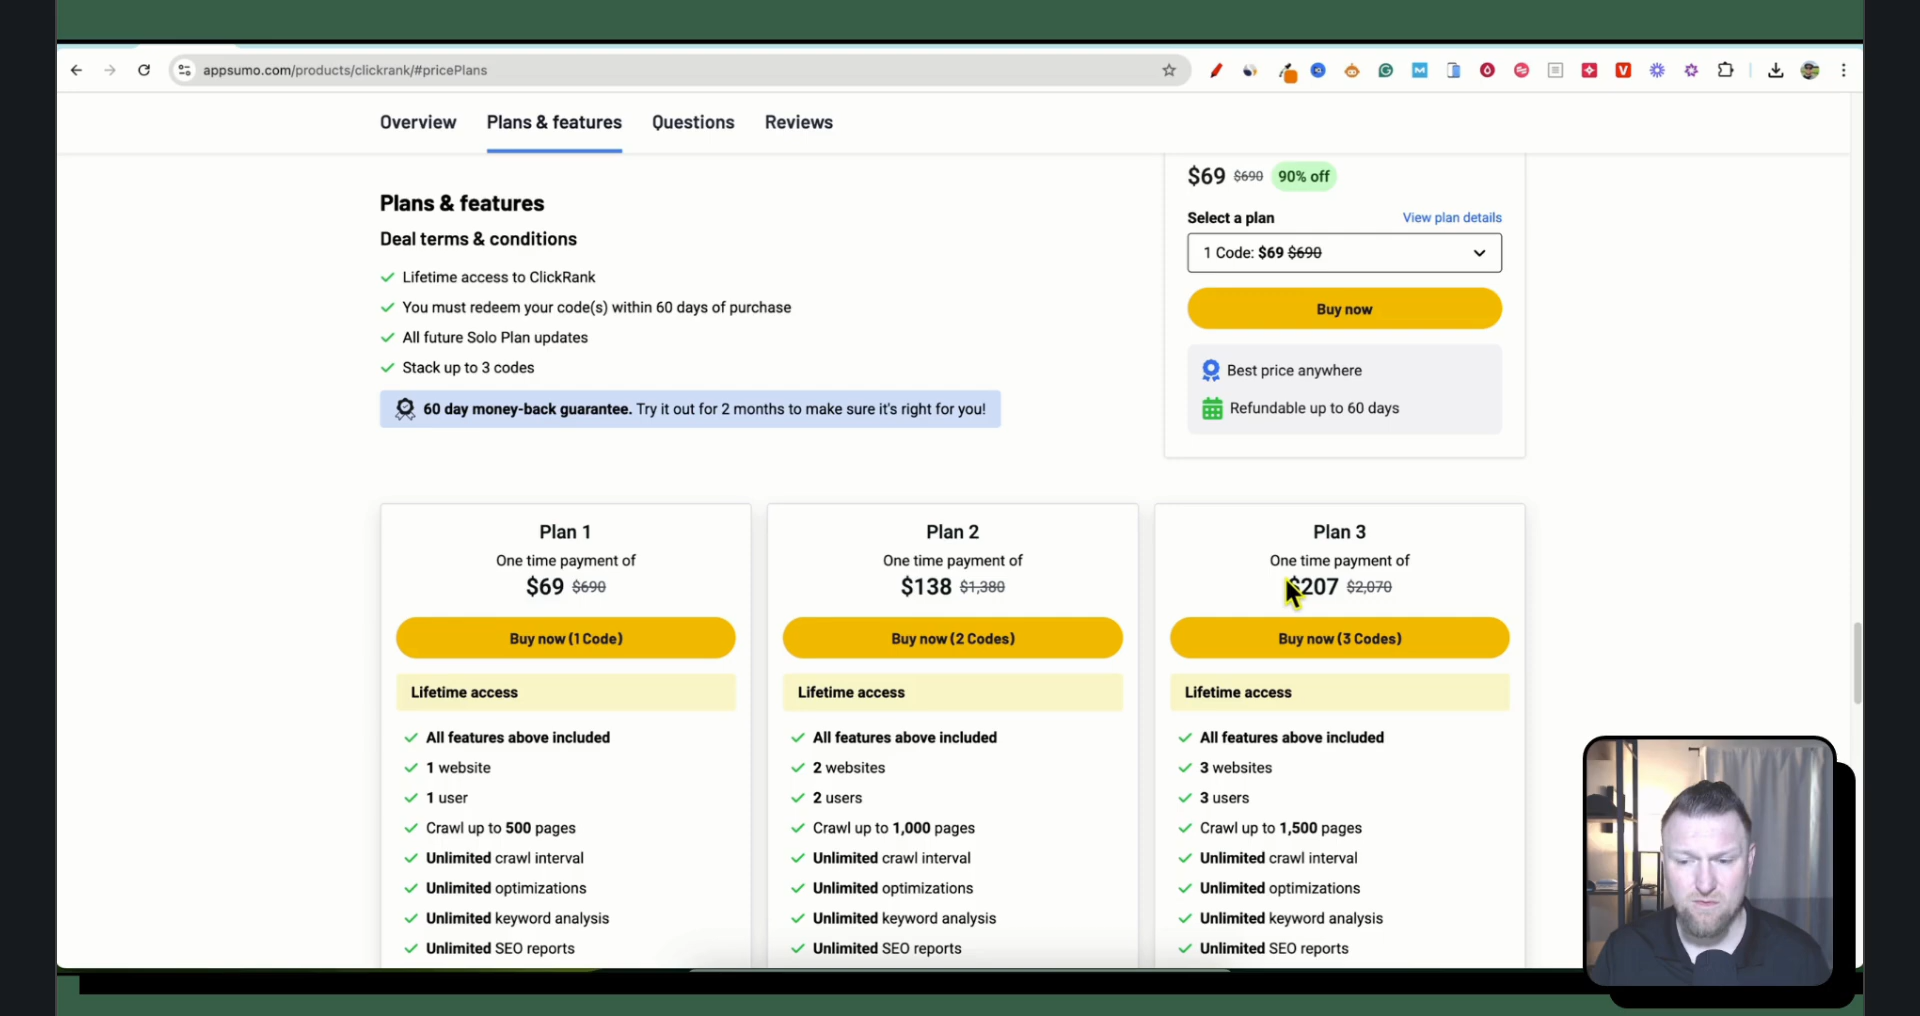 appsumo.com/products/clickrank/#pricePlans
Overview
Plans & features
Questions
Reviews
Plans & features
Deal terms & conditions
Lifetime access to ClickRank
You must redeem your code(s) within 60 days of purchase
All future Solo Plan updates
Stack up to 3 codes
60 day money-back guarantee. Try it out for 2 months to make sure it's right for you!
$69 $690 90% off
Select a plan View plan details
1 Code: $69 $690
Buy now
Best price anywhere
Refundable up to 60 days
Plan 1
One time payment of
$69 $690
Buy now (1 Code)
Lifetime access
All features above included
1 website
1 user
Crawl up to 500 pages
Unlimited crawl interval
Unlimited optimizations
Unlimited keyword analysis
Unlimited SEO reports
Plan 2
One time payment of
$138 $1,380
Buy now (2 Codes)
Lifetime access
All features above included
2 websites
2 users
Crawl up to 1,000 pages
Unlimited crawl interval
Unlimited optimizations
Unlimited keyword analysis
Unlimited SEO reports
Plan 3
One time payment of
$207 $2,070
Buy now (3 Codes)
Lifetime access
All features above included
3 websites
3 users
Crawl up to 1,500 pages
Unlimited crawl interval
Unlimited optimizations
Unlimited keyword analysis
Unlimited SEO reports